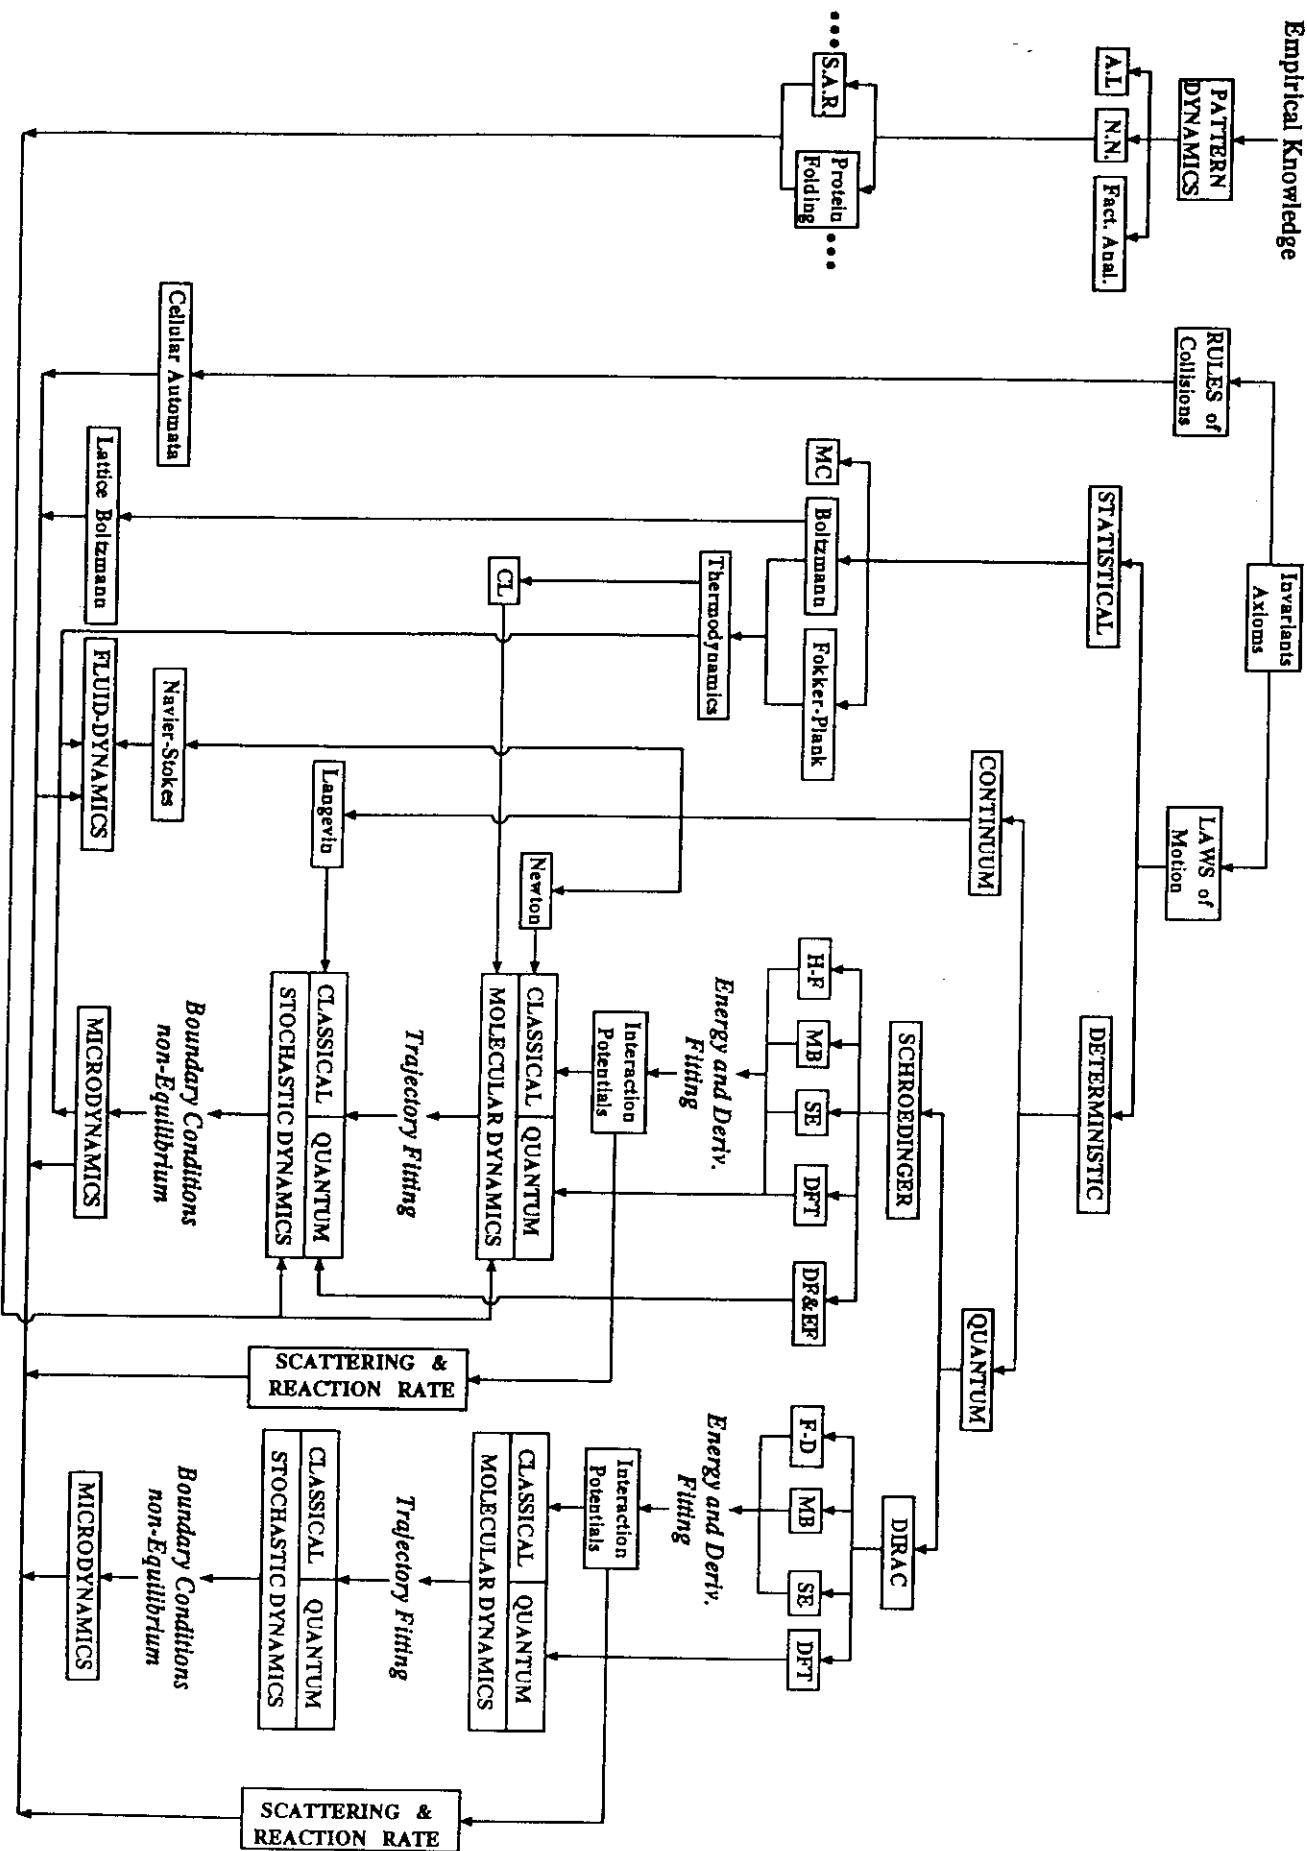 Empirical Knowledge
PATTERN
DYNAMICS
A.I.
N.N.
Fact. Anal.
S.A.R.
Protein
Folding
Invariants
Axioms
RULES of
Collisions
LAWS of
Motion
STATISTICAL
DETERMINISTIC
MC
Boltzmann
Fokker-Plank
Thermodynamics
CL
Cellular Automata
Lattice Boltzmann
CONTINUUM
QUANTUM
Newton
Langevin
Navier-Stokes
FLUID-DYNAMICS
SCHROEDINGER
DIRAC
H-F
MB
SE
DFT
DF&EF
Energy and Deriv.
Fitting
Interaction
Potentials
CLASSICAL
QUANTUM
MOLECULAR DYNAMICS
Trajectory Fitting
CLASSICAL
QUANTUM
STOCHASTIC DYNAMICS
Boundary Conditions
non-Equilibrium
MICRODYNAMICS
SCATTERING &
REACTION RATE
F-D
MB
SE
DFT
Energy and Deriv.
Fitting
Interaction
Potentials
CLASSICAL
QUANTUM
MOLECULAR DYNAMICS
Trajectory Fitting
CLASSICAL
QUANTUM
STOCHASTIC DYNAMICS
Boundary Conditions
non-Equilibrium
MICRODYNAMICS
SCATTERING &
REACTION RATE